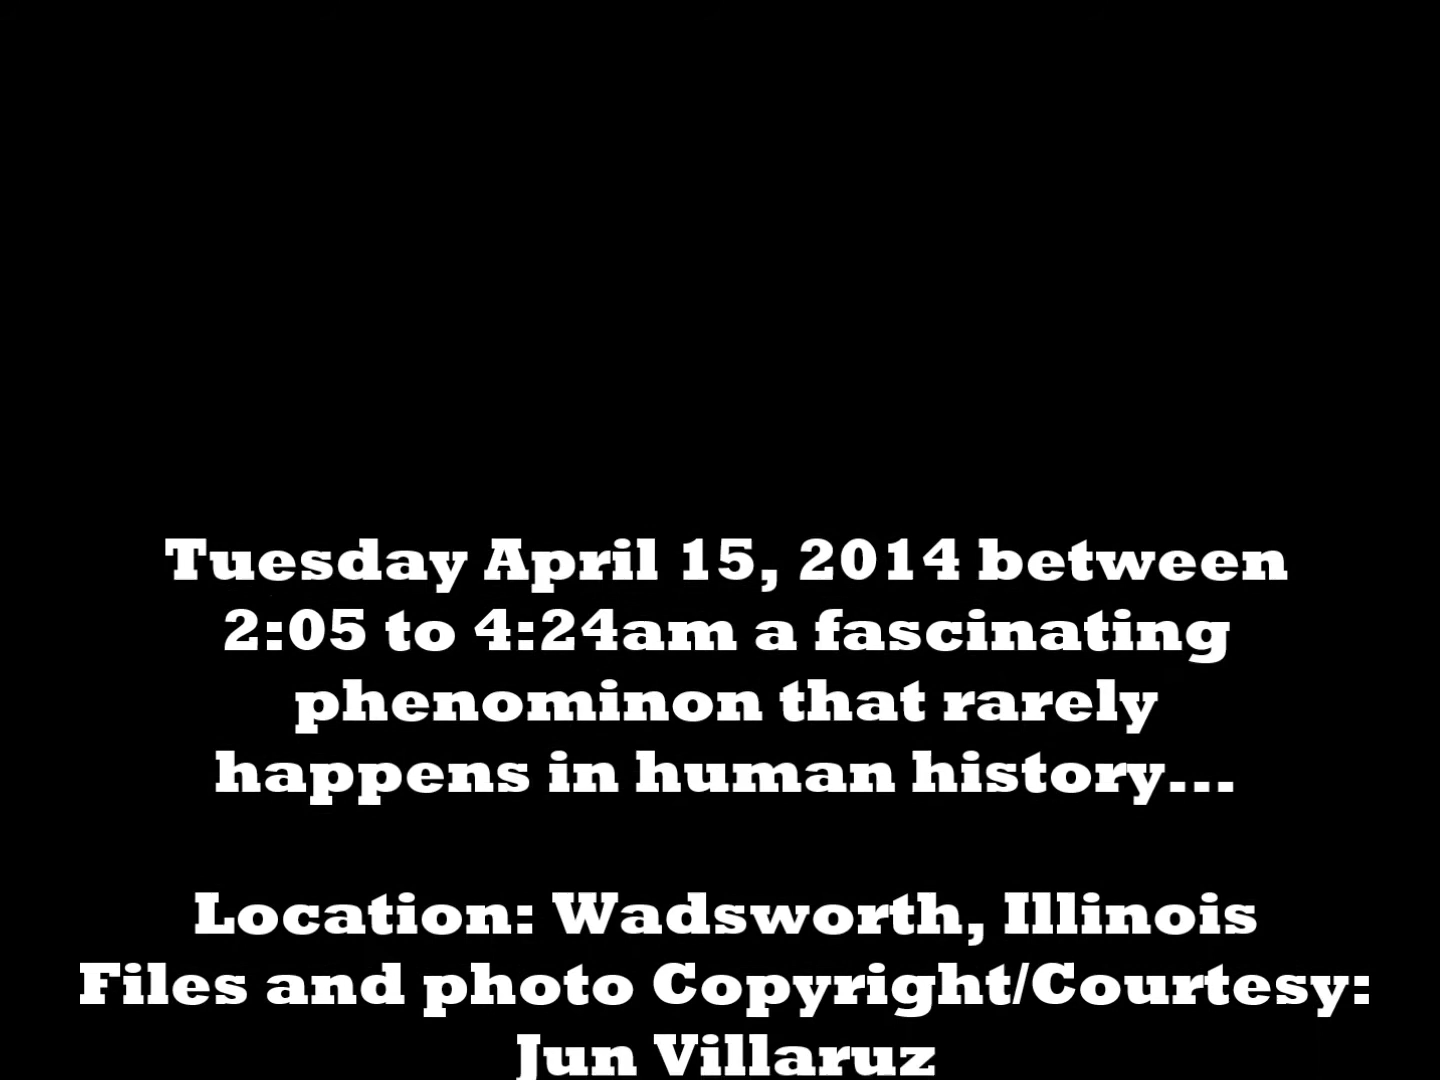 Tuesday April 15, 2014 between
2:05 to 4:24am a fascinating
phenominon that rarely
happens in human history...
Location: Wadsworth, Illinois
Files and photo Copyright/Courtesy:
Jun Villaruz